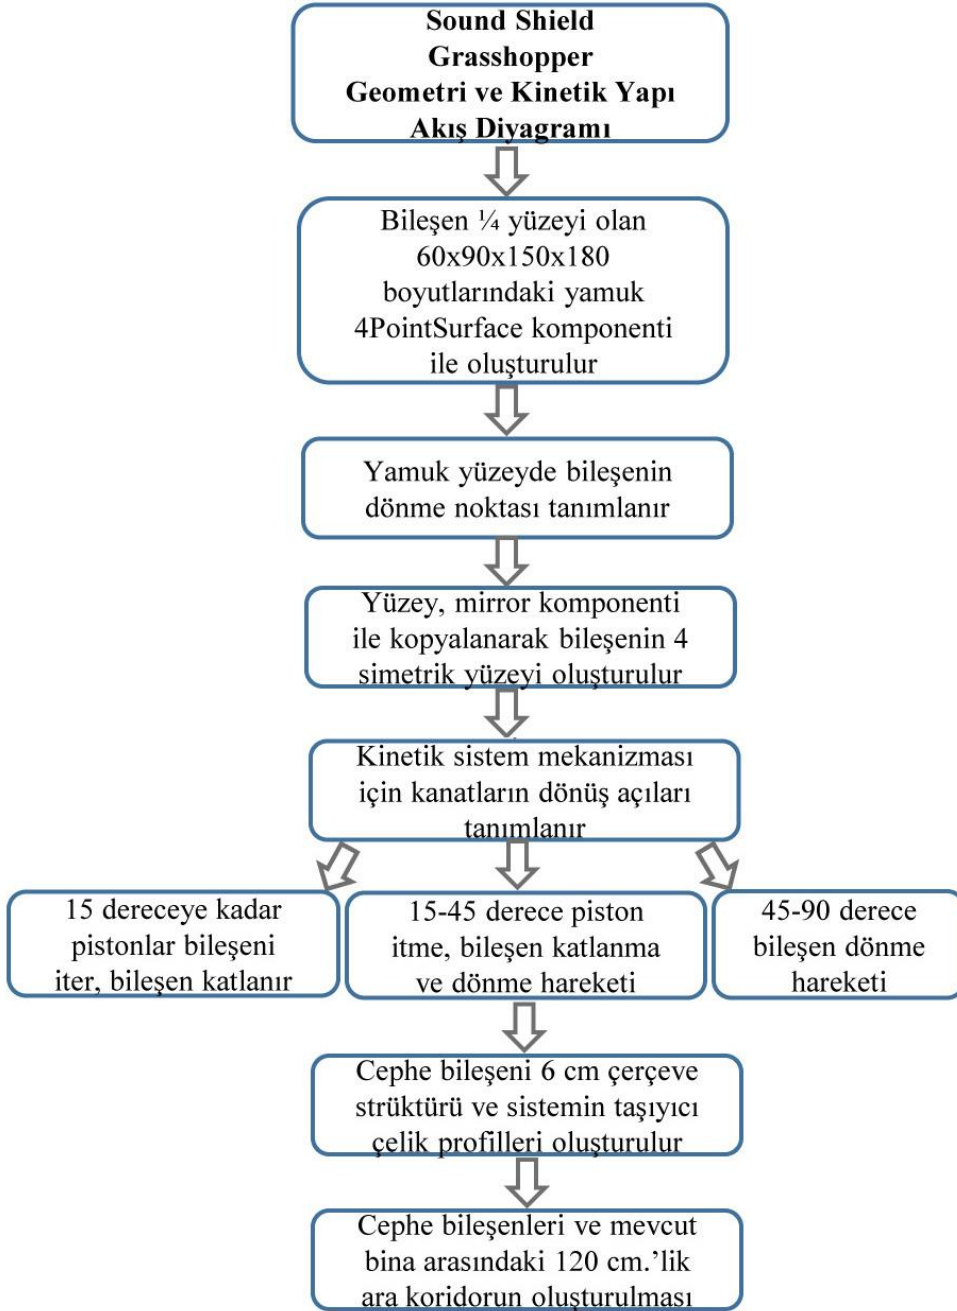 Sound Shield
Grasshopper
Geometri ve Kinetik Yapı
Akış Diyagramı
Bileşen ¼ yüzeyi olan
60x90x150x180
boyutlarındaki yamuk
4PointSurface komponenti
ile oluşturulur
Yamuk yüzeyde bileşenin
dönme noktası tanımlanır
Yüzey, mirror komponenti
ile kopyalanarak bileşenin 4
simetrik yüzeyi oluşturulur
Kinetik sistem mekanizması
için kanatların dönüş açıları
tanımlanır
15 dereceye kadar
pistonlar bileşeni
iter, bileşen katlanır
15-45 derece piston
itme, bileşen katlanma
ve dönme hareketi
45-90 derece
bileşen dönme
hareketi
Cephe bileşeni 6 cm çerçeve
strüktürü ve sistemin taşıyıcı
çelik profilleri oluşturulur
Cephe bileşenleri ve mevcut
bina arasındaki 120 cm.’lik
ara koridorun oluşturulması